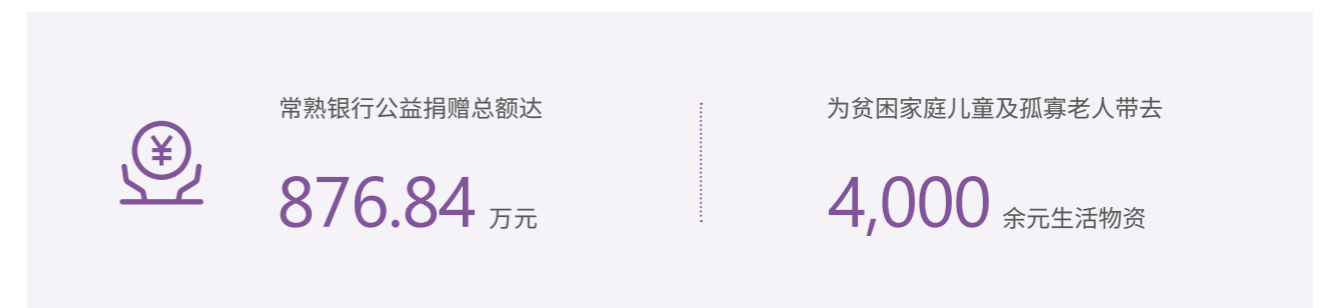 常熟银行公益捐赠总额达
876.84 万元
为贫困家庭儿童及孤寡老人带去
4,000 余元生活物资
¥